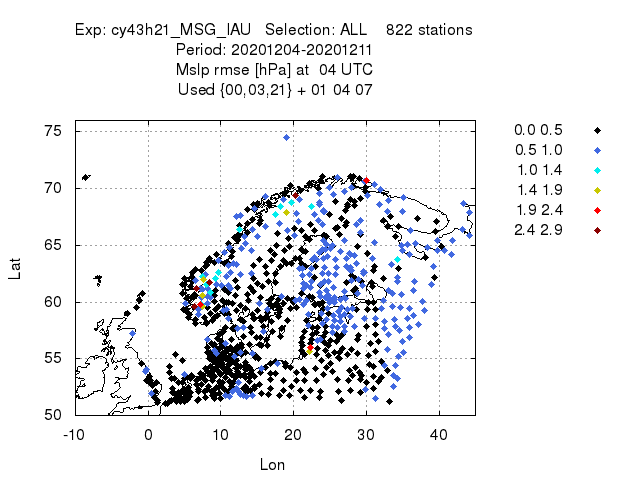 Exp: cy43h21_MSG_IAU Selection: ALL 822 stations
Period: 20201204-20201211
Mslp rmse [hPa] at 04 UTC
Used {00,03,21} + 01 04 07
75
70
65
60
55
50
-10 0 10 20 30 40
Lat
Lon
0.0 0.5
0.5 1.0
1.0 1.4
1.4 1.9
1.9 2.4
2.4 2.9